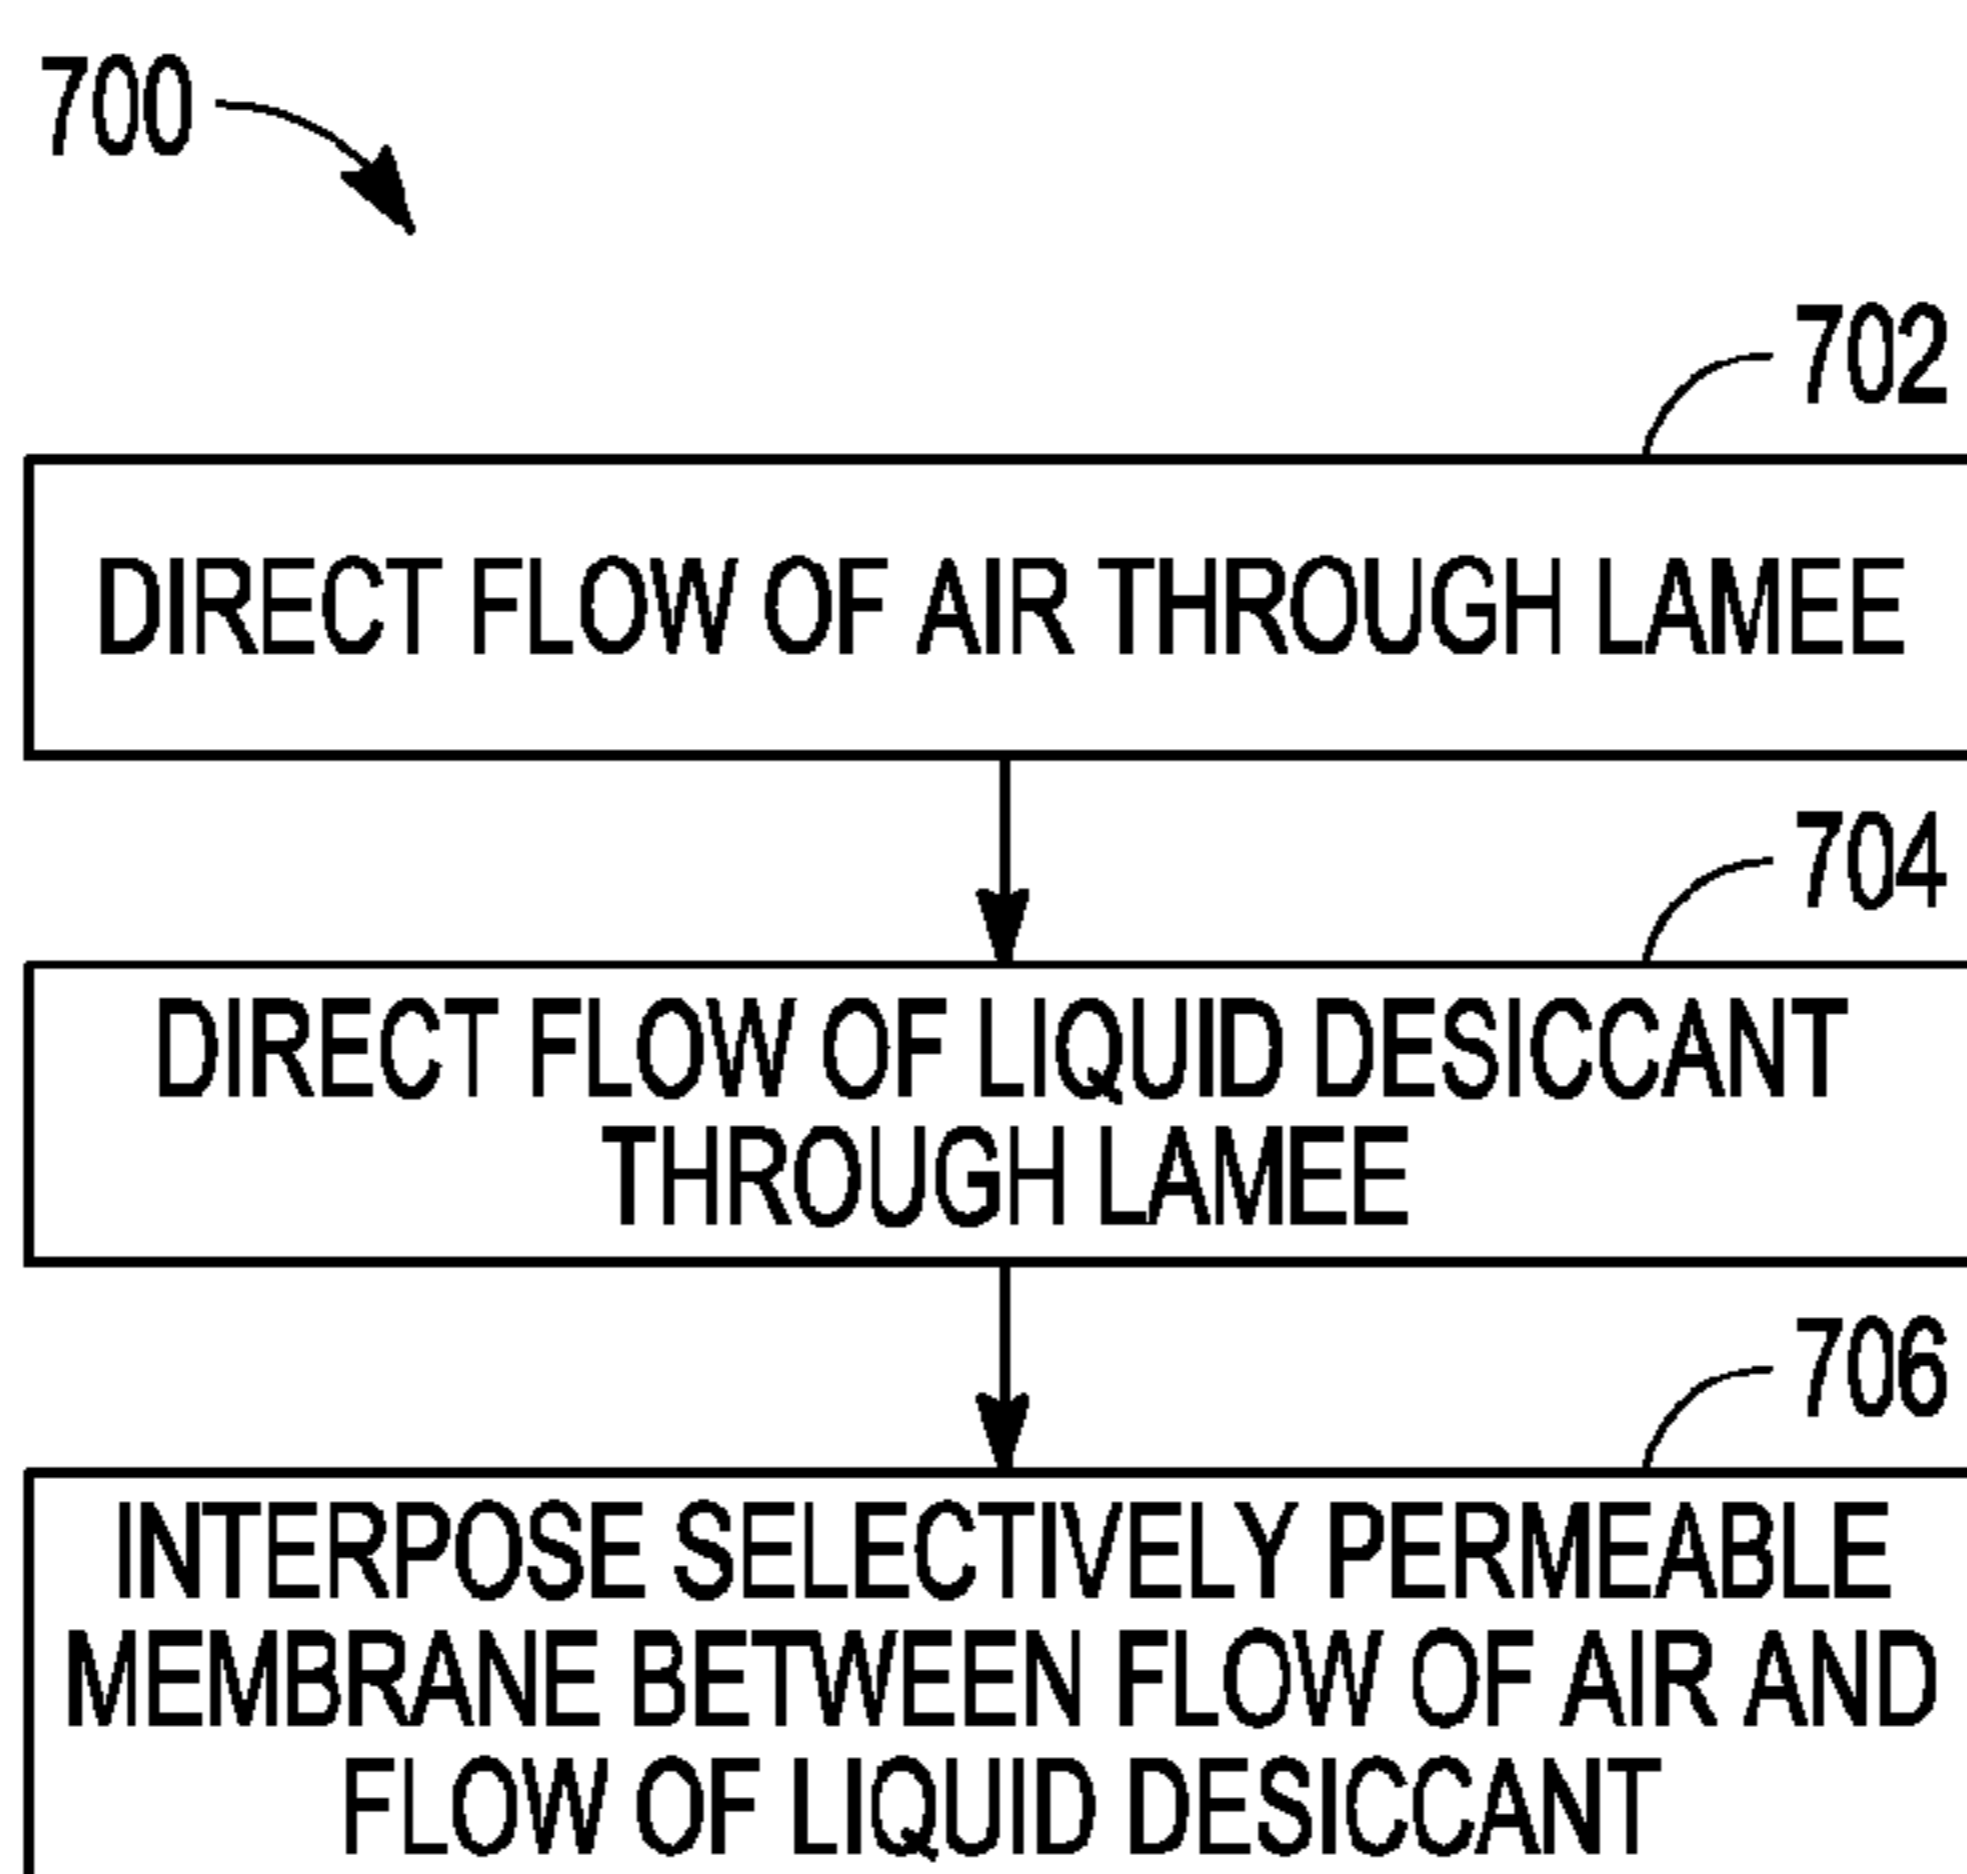 700
702
DIRECT FLOW OF AIR THROUGH LAMEE
704
DIRECT FLOW OF LIQUID DESICCANT
THROUGH LAMEE
706
INTERPOSE SELECTIVELY PERMEABLE
MEMBRANE BETWEEN FLOW OF AIR AND
FLOW OF LIQUID DESICCANT